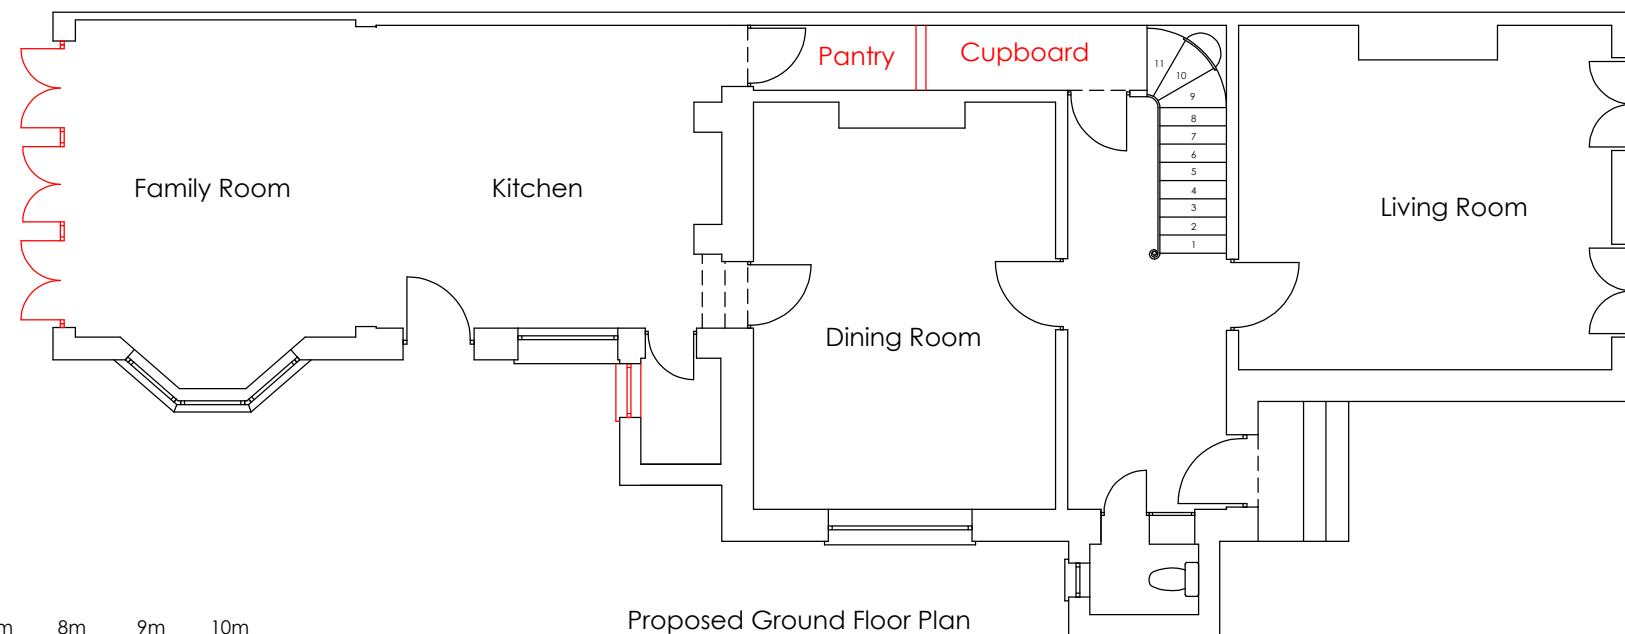 Pantry
Cupboard
11
10
9
8
7
6
5
4
3
2
1
Family Room
Kitchen
Living Room
Dining Room
Proposed Ground Floor Plan
m 8m 9m 10m